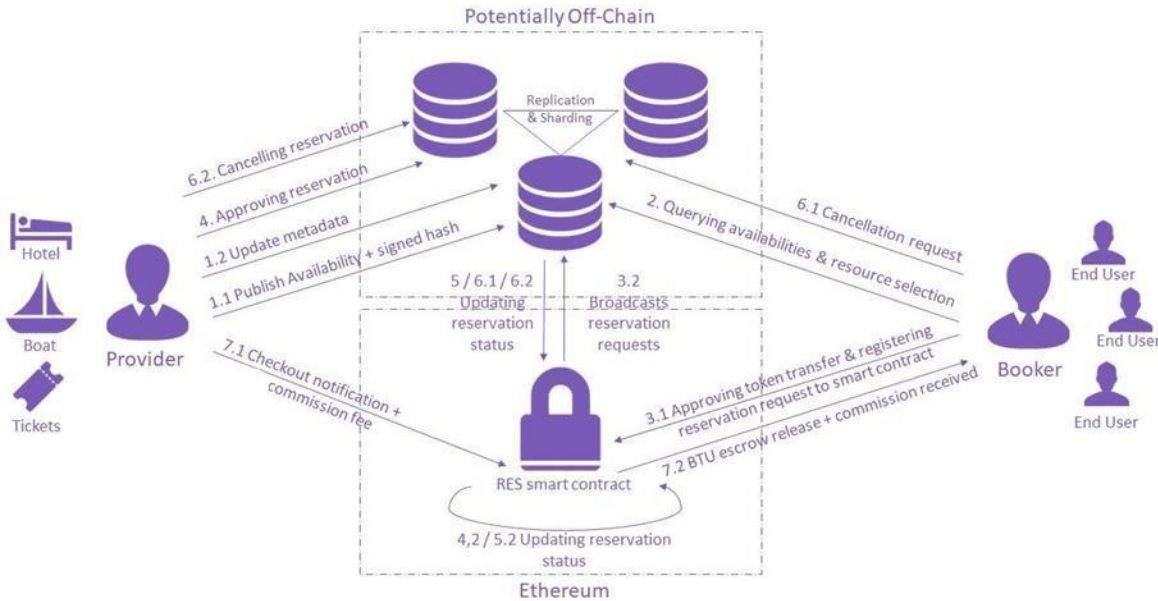 Potentially Off-Chain
Replication
& Sharding
6.2. Cancelling reservation
4. Approving reservation
1.2 Update metadata
1.1 Publish Availability + signed hash
Hotel
Boat
Tickets
Provider
6.1 Cancellation request
2. Querying availabilities & resource selection
End User
End User
End User
Booker
5 / 6.1 / 6.2
Updating
reservation
status
3.2
Broadcasts
reservation
requests
7.1 Checkout notification +
commission fee
3.1 Approving token transfer & registering
reservation request to smart contract
7.2 BTU escrow release + commission received
RES smart contract
4,2 / 5.2 Updating reservation
status
Ethereum